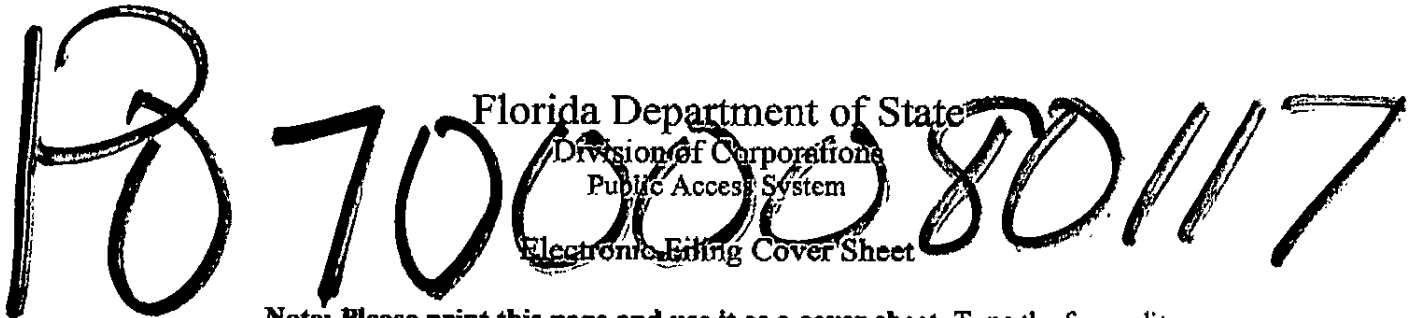 P07000080117
Florida Department of State
Division of Corporations
Public Access System
Electronic Filing Cover Sheet
Note: Please print this page and use it as a cover sheet. Type the fax audit